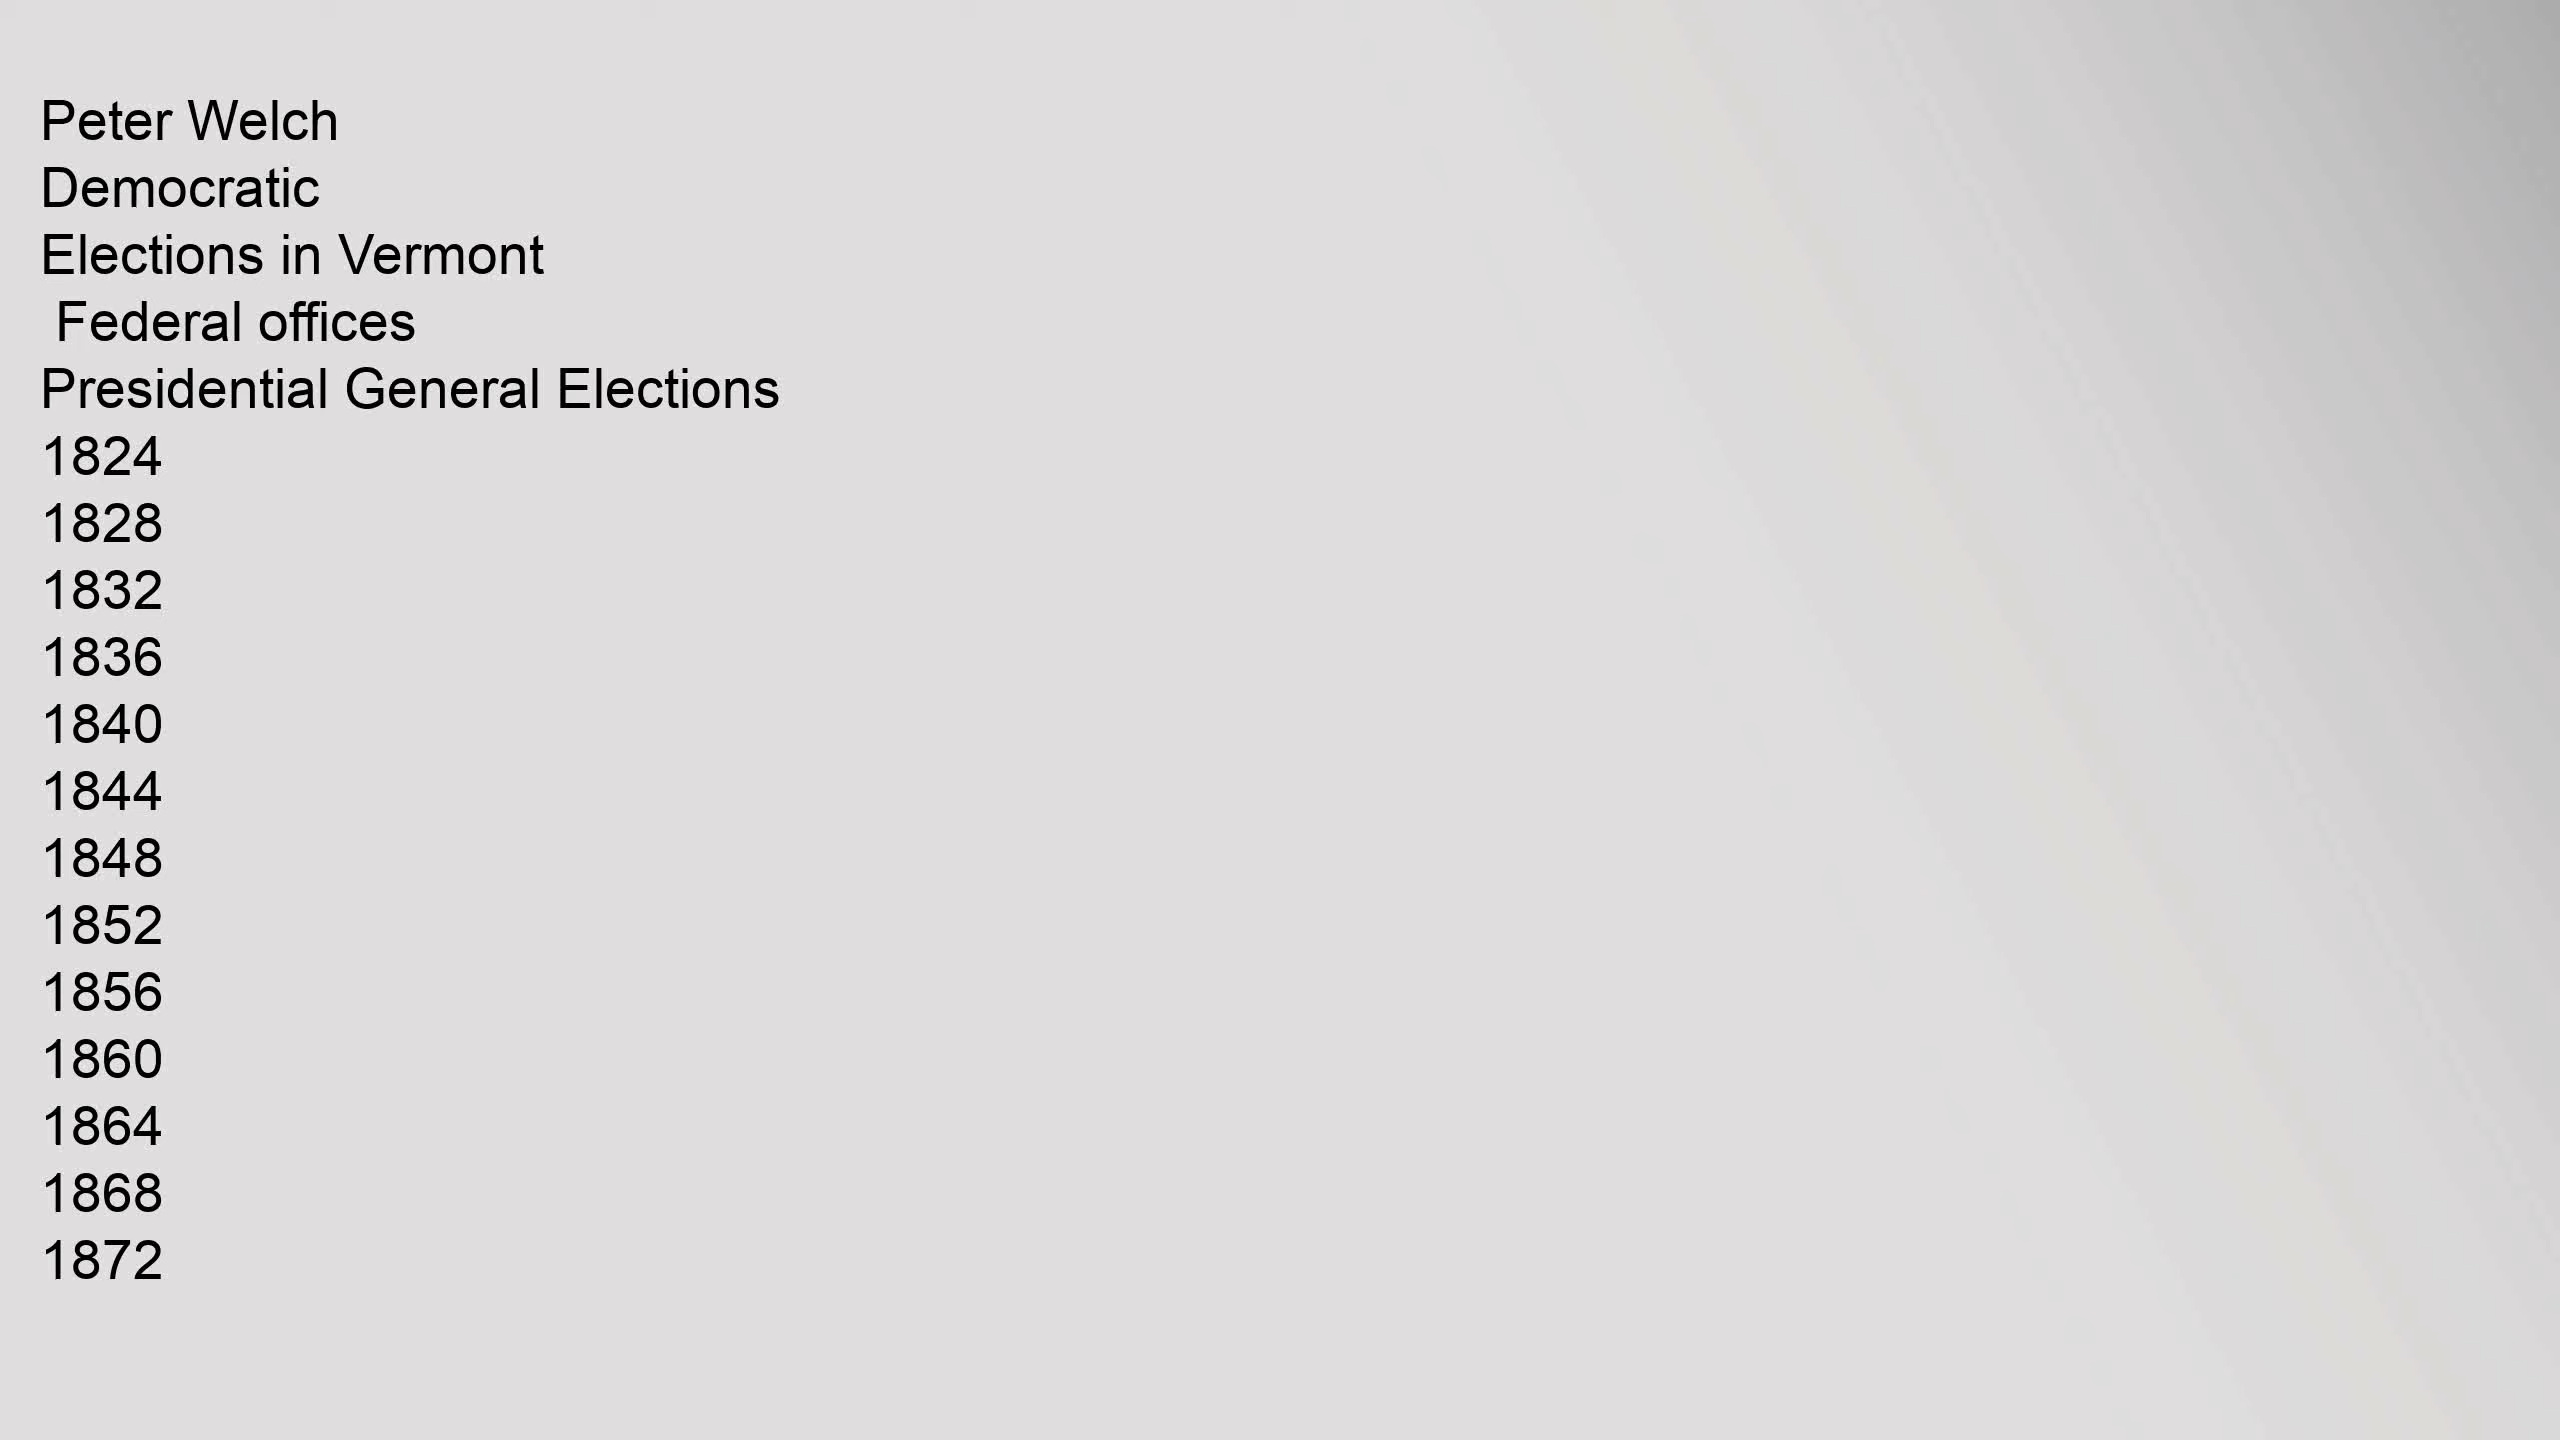 Peter Welch
Democratic
Elections in Vermont
Federal offices
Presidential General Elections
1824
1828
1832
1836
1840
1844
1848
1852
1856
1860
1864
1868
1872